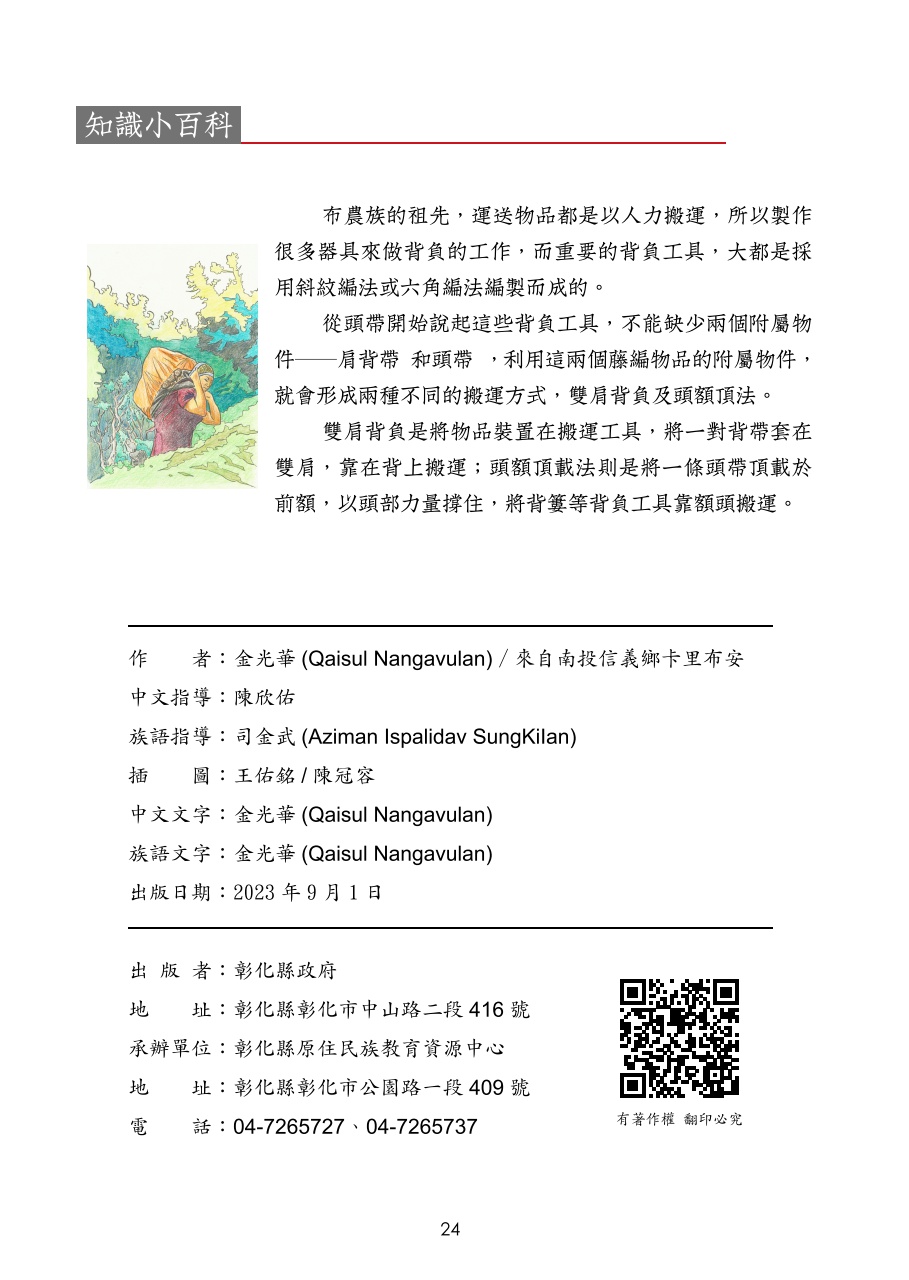 知識小百科
布農族的祖先，運送物品都是以人力搬運，所以製作
很多器具來做背負的工作，而重要的背負工具，大都是採
用斜紋編法或六角編法編製而成的。
從頭帶開始說起這些背負工具，不能缺少兩個附屬物
件──肩背帶 和頭帶 ，利用這兩個藤編物品的附屬物件，
就會形成兩種不同的搬運方式，雙肩背負及頭額頂法。
雙肩背負是將物品裝置在搬運工具，將一對背帶套在
雙肩，靠在背上搬運；頭額頂載法則是將一條頭帶頂載於
前額，以頭部力量撐住，將背簍等背負工具靠額頭搬運。
作　　者：金光華 (Qaisul Nangavulan) / 來自南投信義鄉卡里布安
中文指導：陳欣佑
族語指導：司金武 (Aziman Ispalidav SungKiIan)
插　　圖：王佑銘 / 陳冠容
中文文字：金光華 (Qaisul Nangavulan)
族語文字：金光華 (Qaisul Nangavulan)
出版日期：2023 年 9 月 1 日
出 版 者：彰化縣政府
地　　址：彰化縣彰化市中山路二段 416 號
承辦單位：彰化縣原住民族教育資源中心
地　　址：彰化縣彰化市公園路一段 409 號
電　　話：04-7265727、04-7265737
有著作權 翻印必究
24